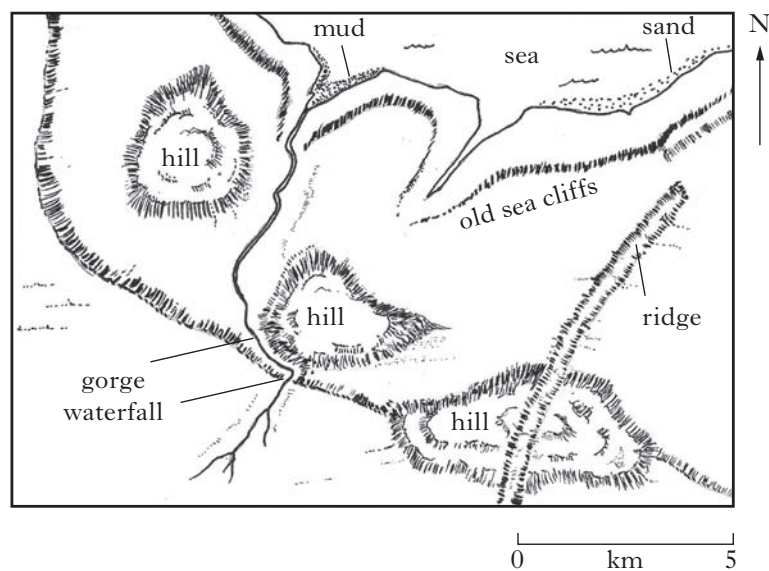 mud
sea
sand
N
hill
old sea cliffs
hill
ridge
gorge
waterfall
hill
0 km 5